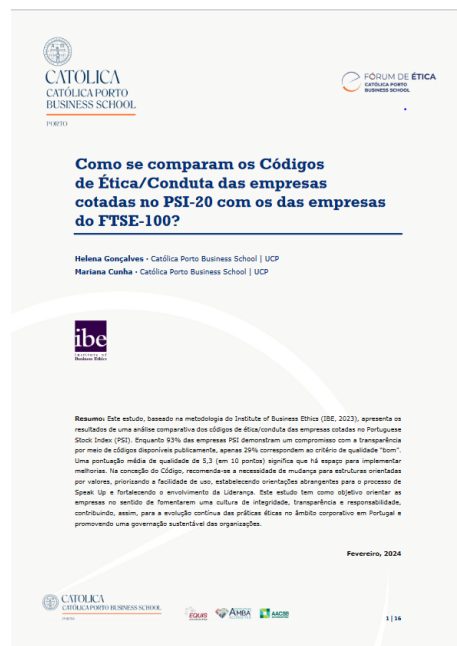 CATÓLICA
CATÓLICA PORTO
BUSINESS SCHOOL
PORTO
FÓRUM DE ÉTICA
CATÓLICA PORTO
BUSINESS SCHOOL
Como se comparam os Códigos
de Ética/Conduta das empresas
cotadas no PSI-20 com os das empresas
do FTSE-100?
Helena Gonçalves · Católica Porto Business School | UCP
Mariana Cunha · Católica Porto Business School | UCP
ibe
Institute of
Business Ethics
Resumo: Este estudo, baseado na metodologia do Institute of Business Ethics (IBE, 2023), apresenta os
resultados de uma análise comparativa dos códigos de ética/conduta das empresas cotadas no Portuguese
Stock Index (PSI). Enquanto 93% das empresas PSI demonstram um compromisso com a transparência
por meio de códigos disponíveis publicamente, apenas 29% correspondem ao critério de qualidade "bom".
Uma pontuação média de qualidade de 5,3 (em 10 pontos) significa que há espaço para implementar
melhorias. Na conceção do Código, recomenda-se a necessidade de mudança para estruturas orientadas
por valores, priorizando a facilidade de uso, estabelecendo orientações abrangentes para o processo de
Speak Up e fortalecendo o envolvimento da Liderança. Este estudo tem como objetivo orientar as
empresas no sentido de fomentarem uma cultura de integridade, transparência e responsabilidade,
contribuindo, assim, para a evolução contínua das práticas éticas no âmbito corporativo em Portugal e
promovendo uma governação sustentável das organizações.
Fevereiro, 2024
CATÓLICA
CATÓLICA PORTO BUSINESS SCHOOL
PORTO
EQUIS
AMBA
AACSB
1 | 16